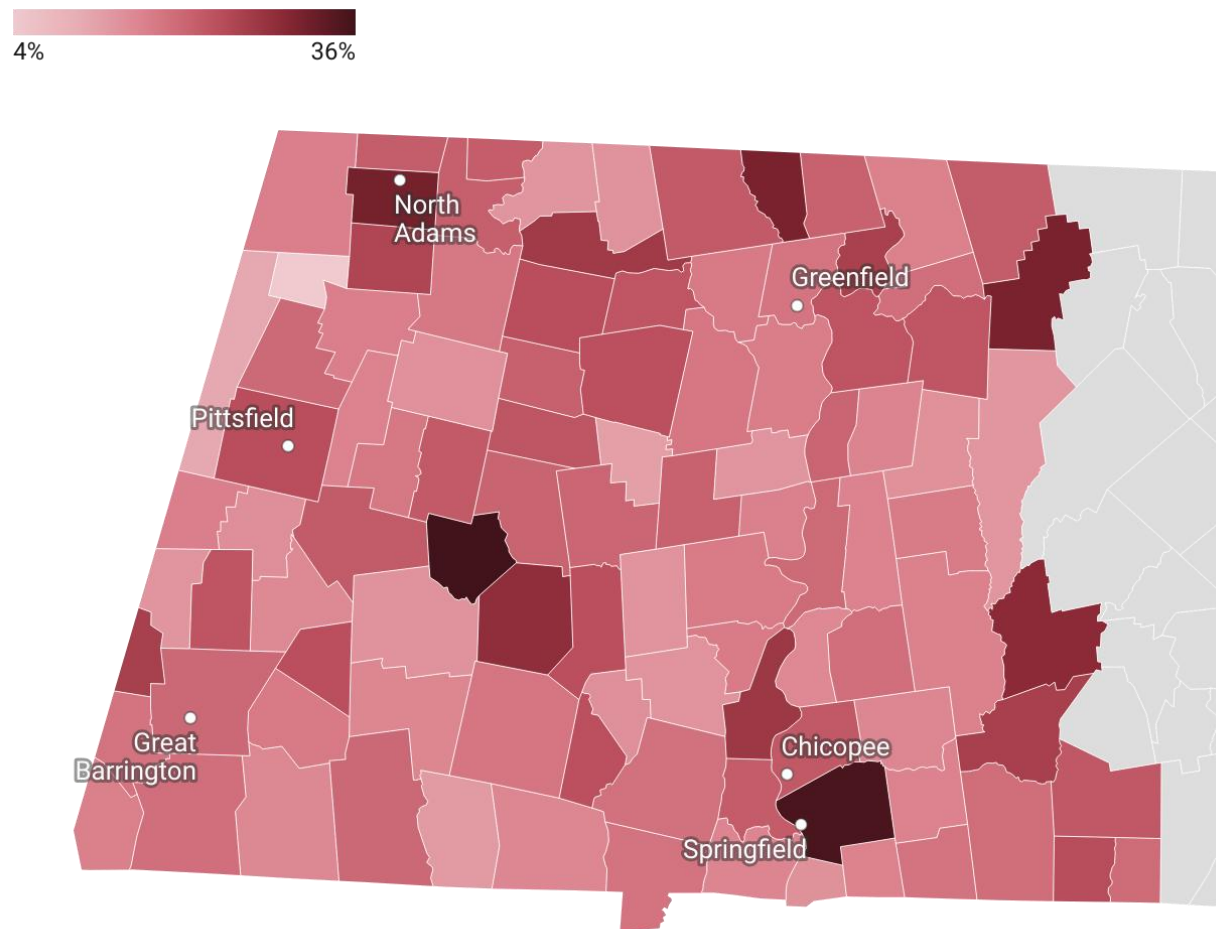 4% 36%
North
Adams
Greenfield
Pittsfield
Great
Barrington
Chicopee
Springfield